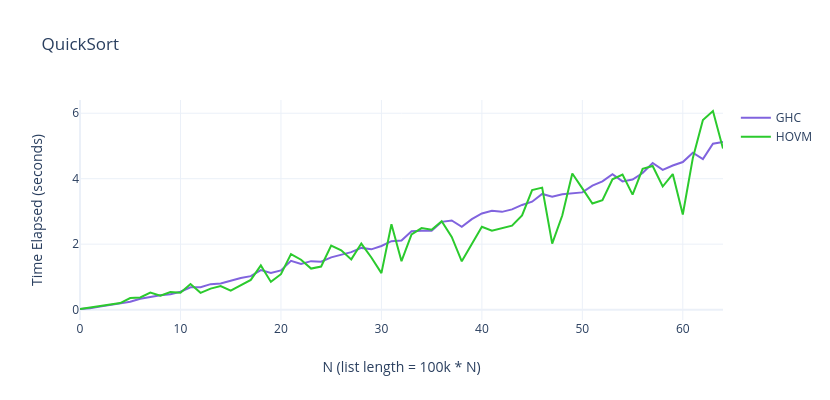 QuickSort
Time Elapsed (seconds)
6
4
2
0
0 10 20 30 40 50 60
N (list length = 100k * N)
GHC
HOVM